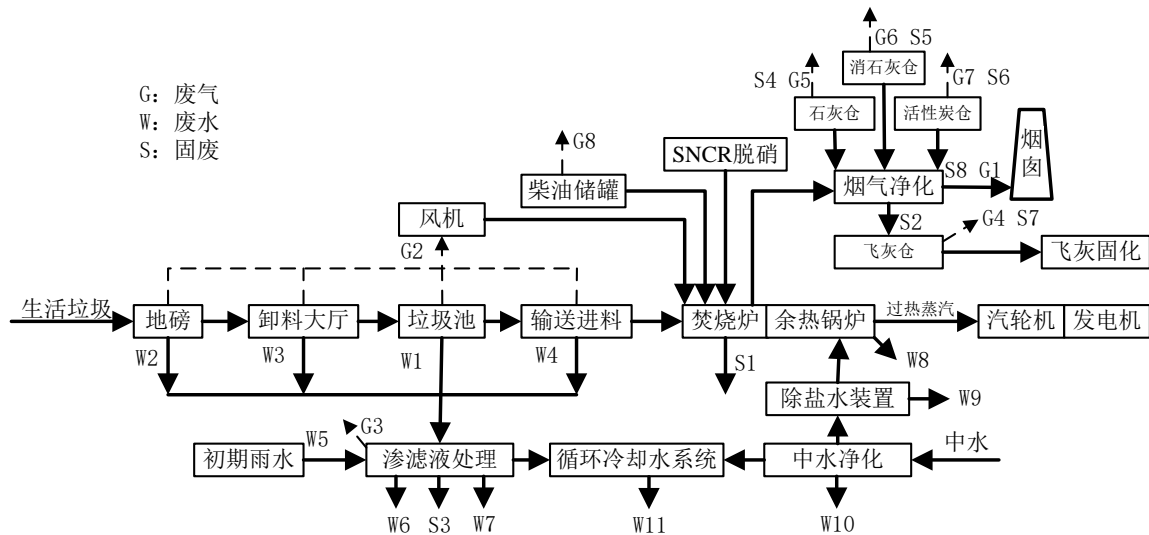 G6 S5
消石灰仓
S4 G5
G7 S6
石灰仓
活性炭仓
烟囱
G: 废气
W: 废水
S: 固废
G8
SNCR脱硝
柴油储罐
烟气净化
S8 G1
风机
S2
G4 S7
G2
飞灰仓
飞灰固化
生活垃圾
地磅
卸料大厅
垃圾池
输送进料
焚烧炉
余热锅炉
过热蒸汽
汽轮机
发电机
W2
W3
W1
W4
S1
W8
除盐水装置
W9
G3
W5
初期雨水
渗滤液处理
循环冷却水系统
中水净化
中水
W6
S3
W7
W11
W10